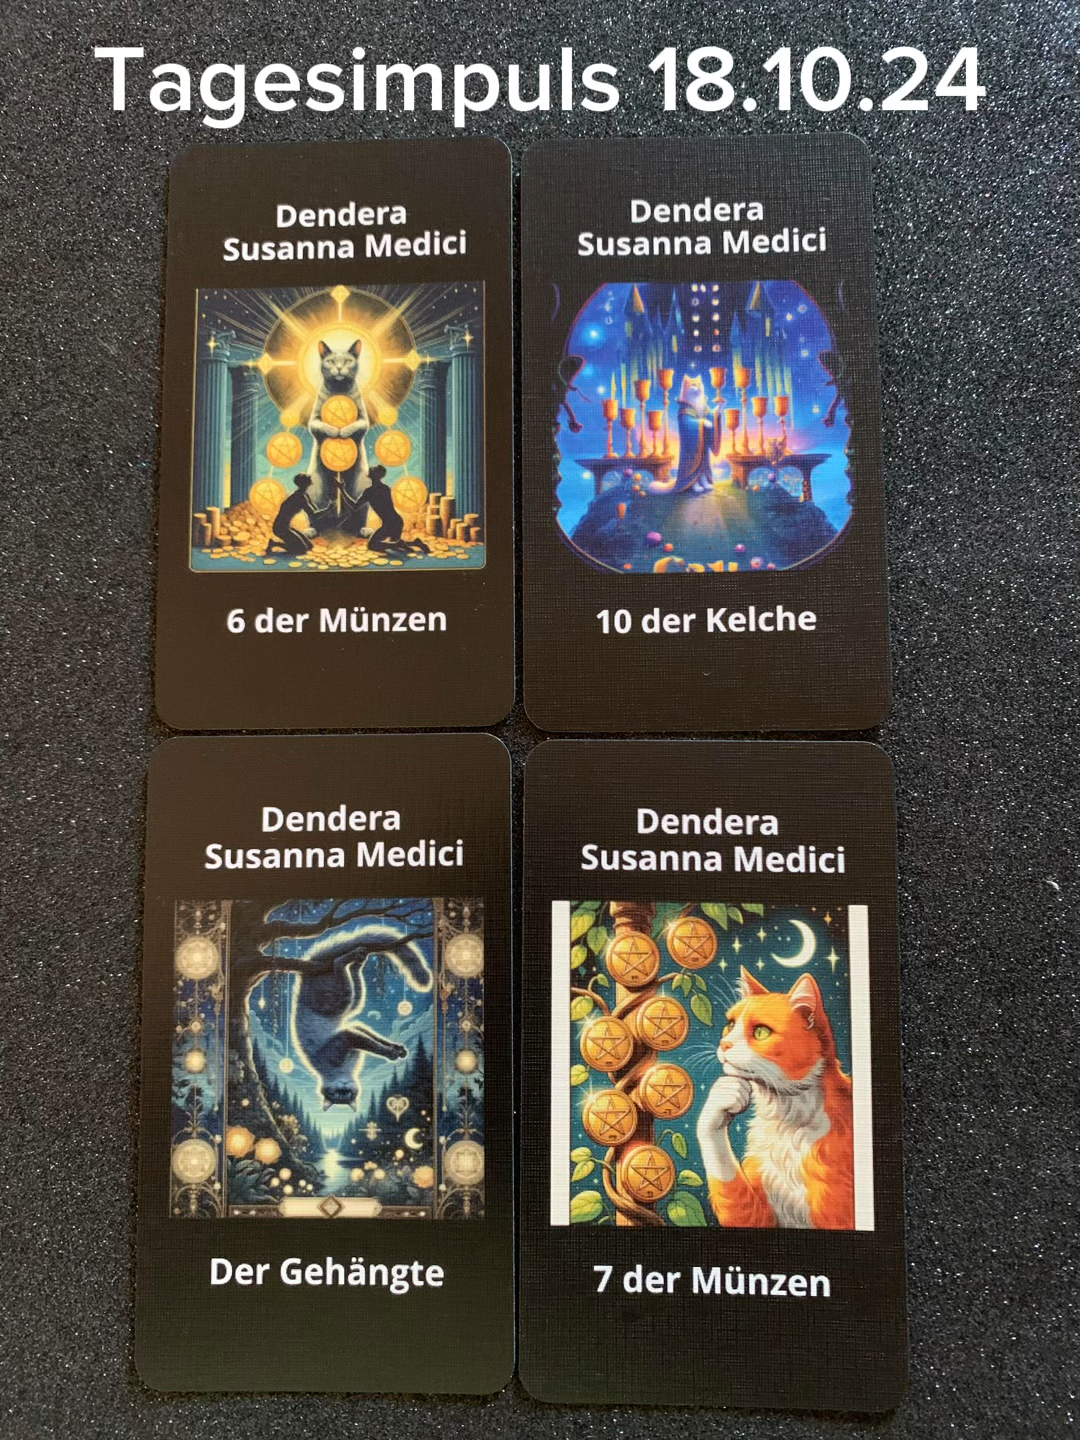 Tagesimpuls 18.10.24
Dendera
Susanna Medici
6 der Münzen
Dendera
Susanna Medici
10 der Kelche
Dendera
Susanna Medici
Der Gehängte
Dendera
Susanna Medici
7 der Münzen